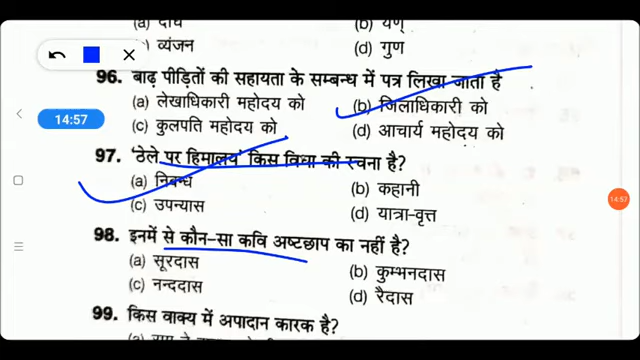 (a) दीर्घ (b) यण्
व्यंजन (d) गुण
96. बाढ़ पीड़ितों की सहायता के सम्बन्ध में पत्र लिखा जाता है
14:57 (a) लेखाधिकारी महोदय को (b) जिलाधिकारी को
(c) कुलपति महोदय को (d) आचार्य महोदय को
97. 'ठेले पर हिमालय' किस विधा की रचना है?
(a) निबन्ध (b) कहानी
14:57
(c) उपन्यास (d) यात्रा-वृत्त
98. इनमें से कौन-सा कवि अष्टछाप का नहीं है?
(a) सूरदास (b) कुम्भनदास
(c) नन्ददास (d) रैदास
99. किस वाक्य में अपादान कारक है?